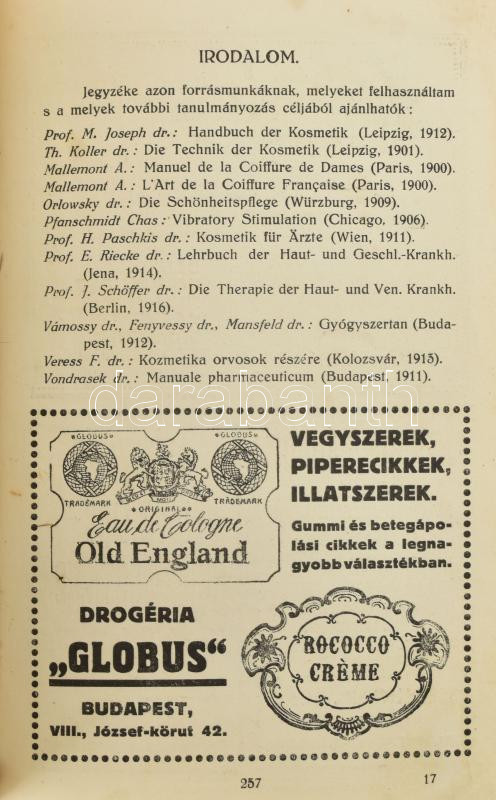 IRODALOM.
Jegyzéke azon forrásmunkáknak, melyeket felhasználtam
s a melyek további tanulmányozás céljából ajánlhatók:
Prof. M. Joseph dr.: Handbuch der Kosmetik (Leipzig, 1912).
Th. Koller dr.: Die Technik der Kosmetik (Leipzig, 1901).
Mallemont A.: Manuel de la Coiffure de Dames (Paris, 1900).
Mallemont A.: L'Art de la Coiffure Française (Paris, 1900).
Orlowsky dr.: Die Schönheitspflege (Würzburg, 1909).
Pfanschmidt Chas: Vibratory Stimulation (Chicago, 1906).
Prof. H. Paschkis dr.: Kosmetik für Ärzte (Wien, 1911).
Prof. E. Riecke dr.: Lehrbuch der Haut- und Geschl.-Krankh.
(Jena, 1914).
Prof. J. Schöffer dr.: Die Therapie der Haut- und Ven. Krankh.
(Berlin, 1916).
Vámossy dr., Fenyvessy dr., Mansfeld dr.: Gyógyszertan (Buda-
pest, 1912).
Veress F. dr.: Kozmetika orvosok részére (Kolozsvár, 1913).
Vondrasek dr.: Manuale pharmaceuticum (Budapest, 1911).
darabanth
GLOBUS GLOBUS
TRADEMARK TRADEMARK
ORIGINAL
Eau de Cologne
Old England
VEGYSZEREK,
PIPERECIKKEK,
ILLATSZEREK.
Gummi és betegápo-
lási cikkek a legna-
gyobb választékban.
DROGÉRIA
„GLOBUS“
BUDAPEST,
VIII., József-körut 42.
ROCOCCO
CRÈME
257 17